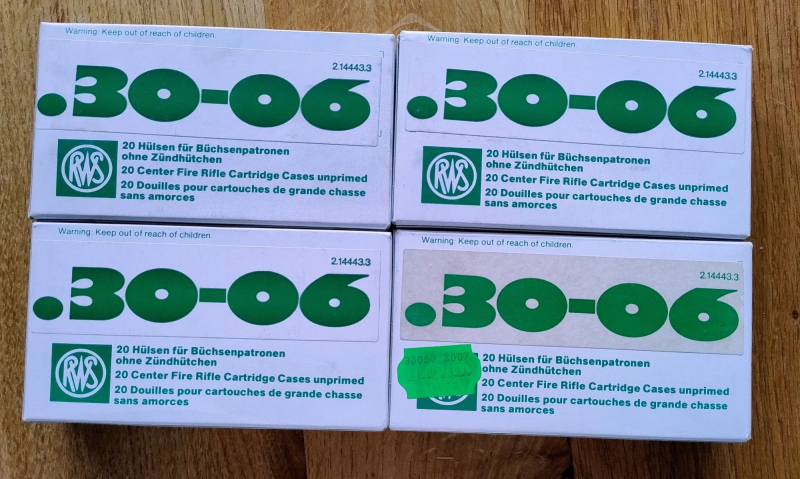 Warning: Keep out of reach of children.
2.14443.3
.30-06
RWS
20 Hülsen für Büchsenpatronen
ohne Zündhütchen
20 Center Fire Rifle Cartridge Cases unprimed
20 Douilles pour cartouches de grande chasse
sans amorces
Warning: Keep out of reach of children.
2.14443.3
.30-06
RWS
20 Hülsen für Büchsenpatronen
ohne Zündhütchen
20 Center Fire Rifle Cartridge Cases unprimed
20 Douilles pour cartouches de grande chasse
sans amorces
Warning: Keep out of reach of children.
2.14443.3
.30-06
RWS
20 Hülsen für Büchsenpatronen
ohne Zündhütchen
20 Center Fire Rifle Cartridge Cases unprimed
20 Douilles pour cartouches de grande chasse
sans amorces
Warning: Keep out of reach of children.
2.14443.3
.30-06
20 Hülsen für Büchsenpatronen
ohne Zündhütchen
20 Center Fire Rifle Cartridge Cases unprimed
20 Douilles pour cartouches de grande chasse
sans amorces